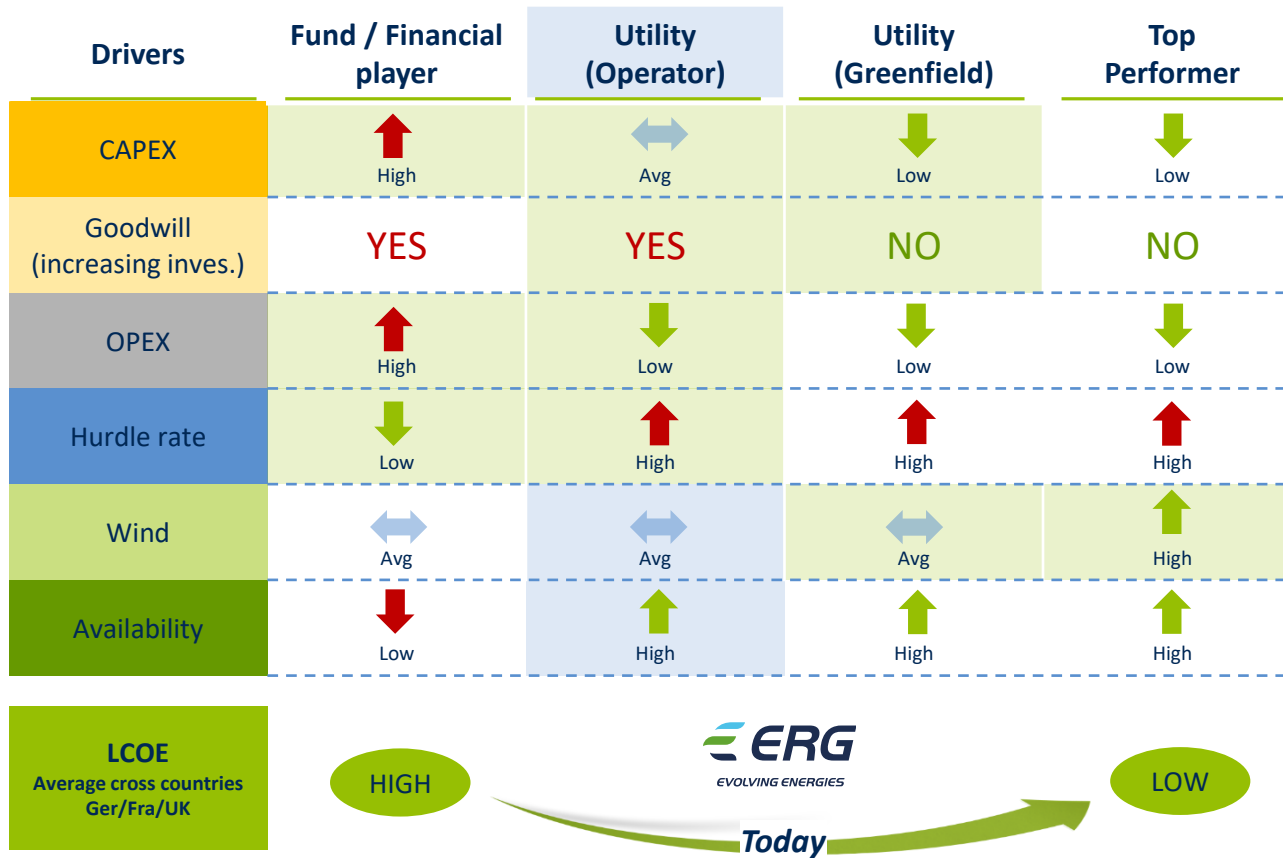 Drivers
Fund / Financial
player
Utility
(Operator)
Utility
(Greenfield)
Top
Performer
CAPEX
High
Avg
Low
Low
Goodwill
(increasing inves.)
YES
YES
NO
NO
OPEX
High
Low
Low
Low
Hurdle rate
Low
High
High
High
Wind
Avg
Avg
Avg
High
Availability
Low
High
High
High
LCOE
Average cross countries
Ger/Fra/UK
HIGH
ERG
EVOLVING ENERGIES
LOW
Today